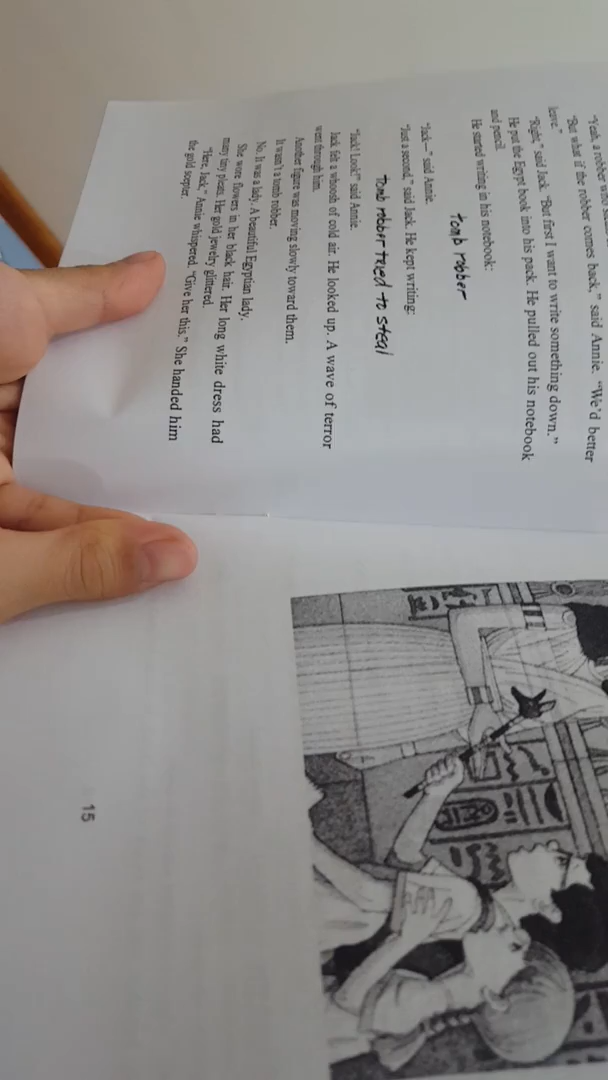 "Yeah, a robber who
"But what if the robber comes back," said Annie. "We'd better
leave."
"Right," said Jack. "But first I want to write something down."
He put the Egypt book into his pack. He pulled out his notebook
and pencil.
He started writing in his notebook:
Tomb robber
"Jack—" said Annie.
"Just a second," said Jack. He kept writing:
Tomb robber tried to steal
"Jack! Look!" said Annie.
Jack felt a whoosh of cold air. He looked up. A wave of terror
went through him.
Another figure was moving slowly toward them.
It wasn't a tomb robber.
No. It was a lady. A beautiful Egyptian lady.
She wore flowers in her black hair. Her long white dress had
many tiny pleats. Her gold jewelry glittered.
"Here, Jack," Annie whispered. "Give her this." She handed him
the gold scepter.
15